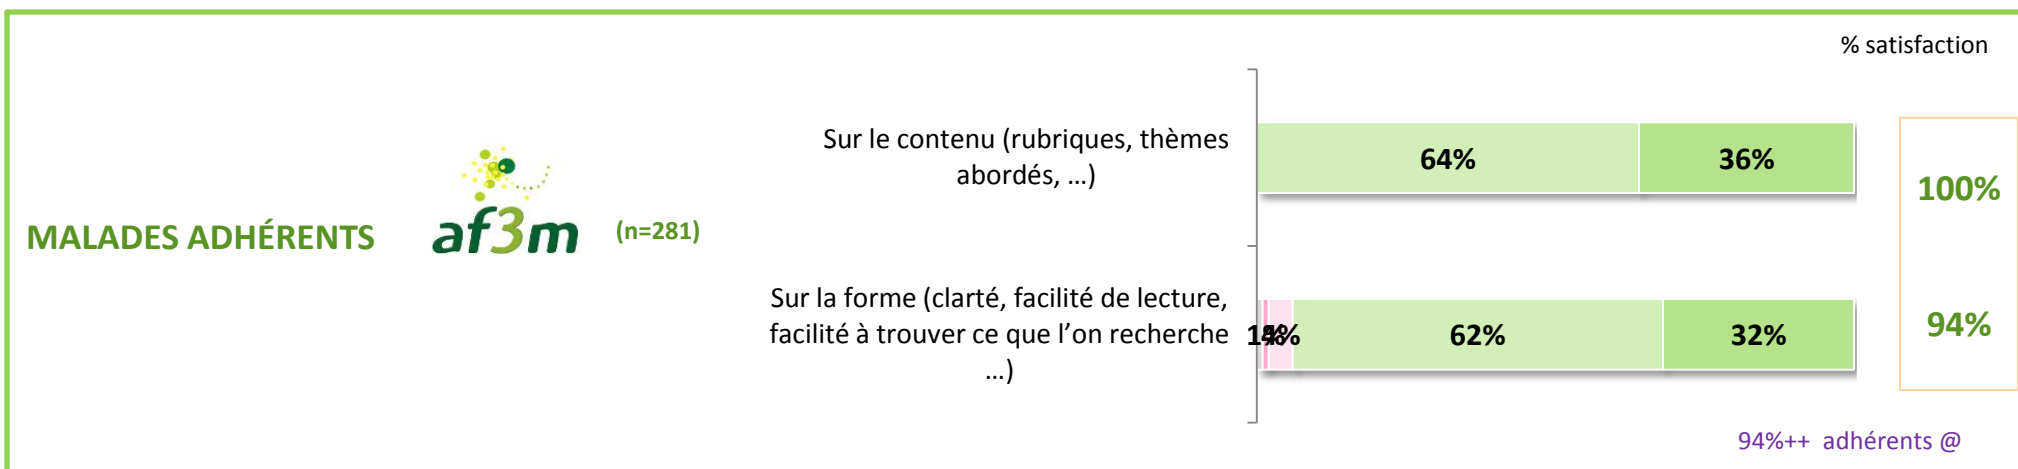 % satisfaction
Sur le contenu (rubriques, thèmes
abordés, ...)
64%
36%
100%
MALADES ADHÉRENTS
af3m
(n=281)
Sur la forme (clarté, facilité de lecture,
facilité à trouver ce que l’on recherche
...)
4%
62%
32%
94%
94%++ adhérents @